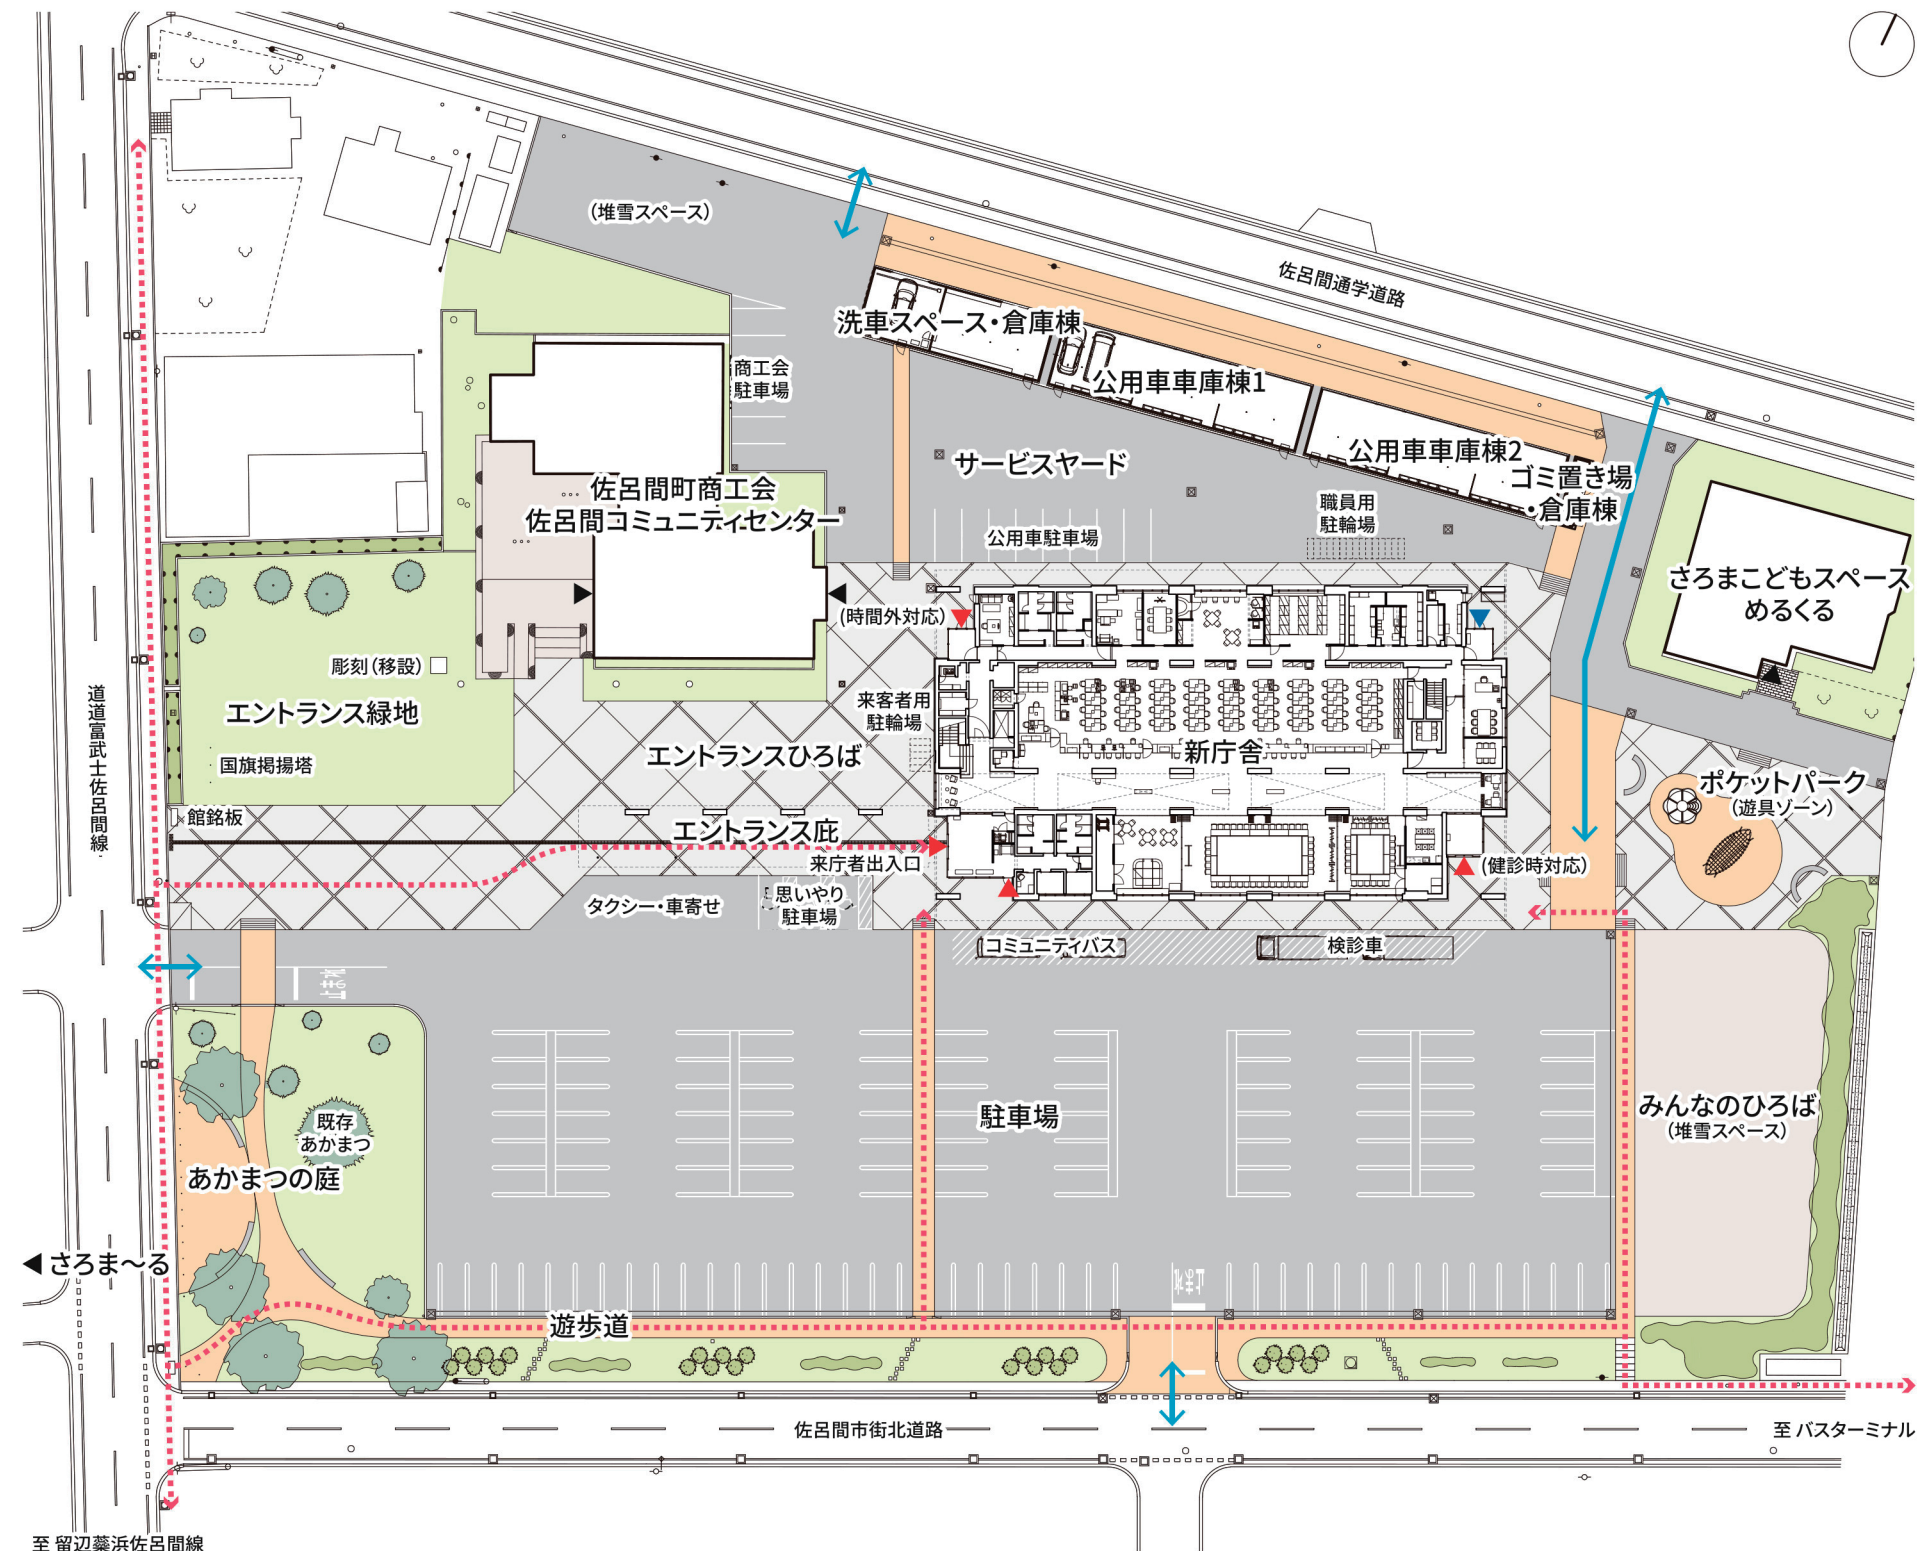 (堆雪スペース)
佐呂間通学道路
洗車スペース・倉庫棟
商工会
駐車場
公用車車庫棟1
公用車車庫棟2
サービスヤード
ゴミ置き場
・倉庫棟
佐呂間町商工会
佐呂間コミュニティセンター
職員用
駐輪場
公用車駐車場
さろまこどもスペース
めるくる
(時間外対応)
彫刻(移設)
エントランス緑地
来客者用
駐輪場
道道富武士佐呂間線
国旗掲揚塔
エントランスひろば
新庁舎
ポケットパーク
(遊具ゾーン)
館銘板
エントランス庇
来庁者出入口
(健診時対応)
タクシー・車寄せ
思いやり
駐車場
コミュニティバス
検診車
止まれ
既存
あかまつ
駐車場
みんなのひろば
(堆雪スペース)
あかまつの庭
◀さろま～る
止まれ
遊歩道
佐呂間市街北道路
至 バスターミナル
至 留辺蘂浜佐呂間線